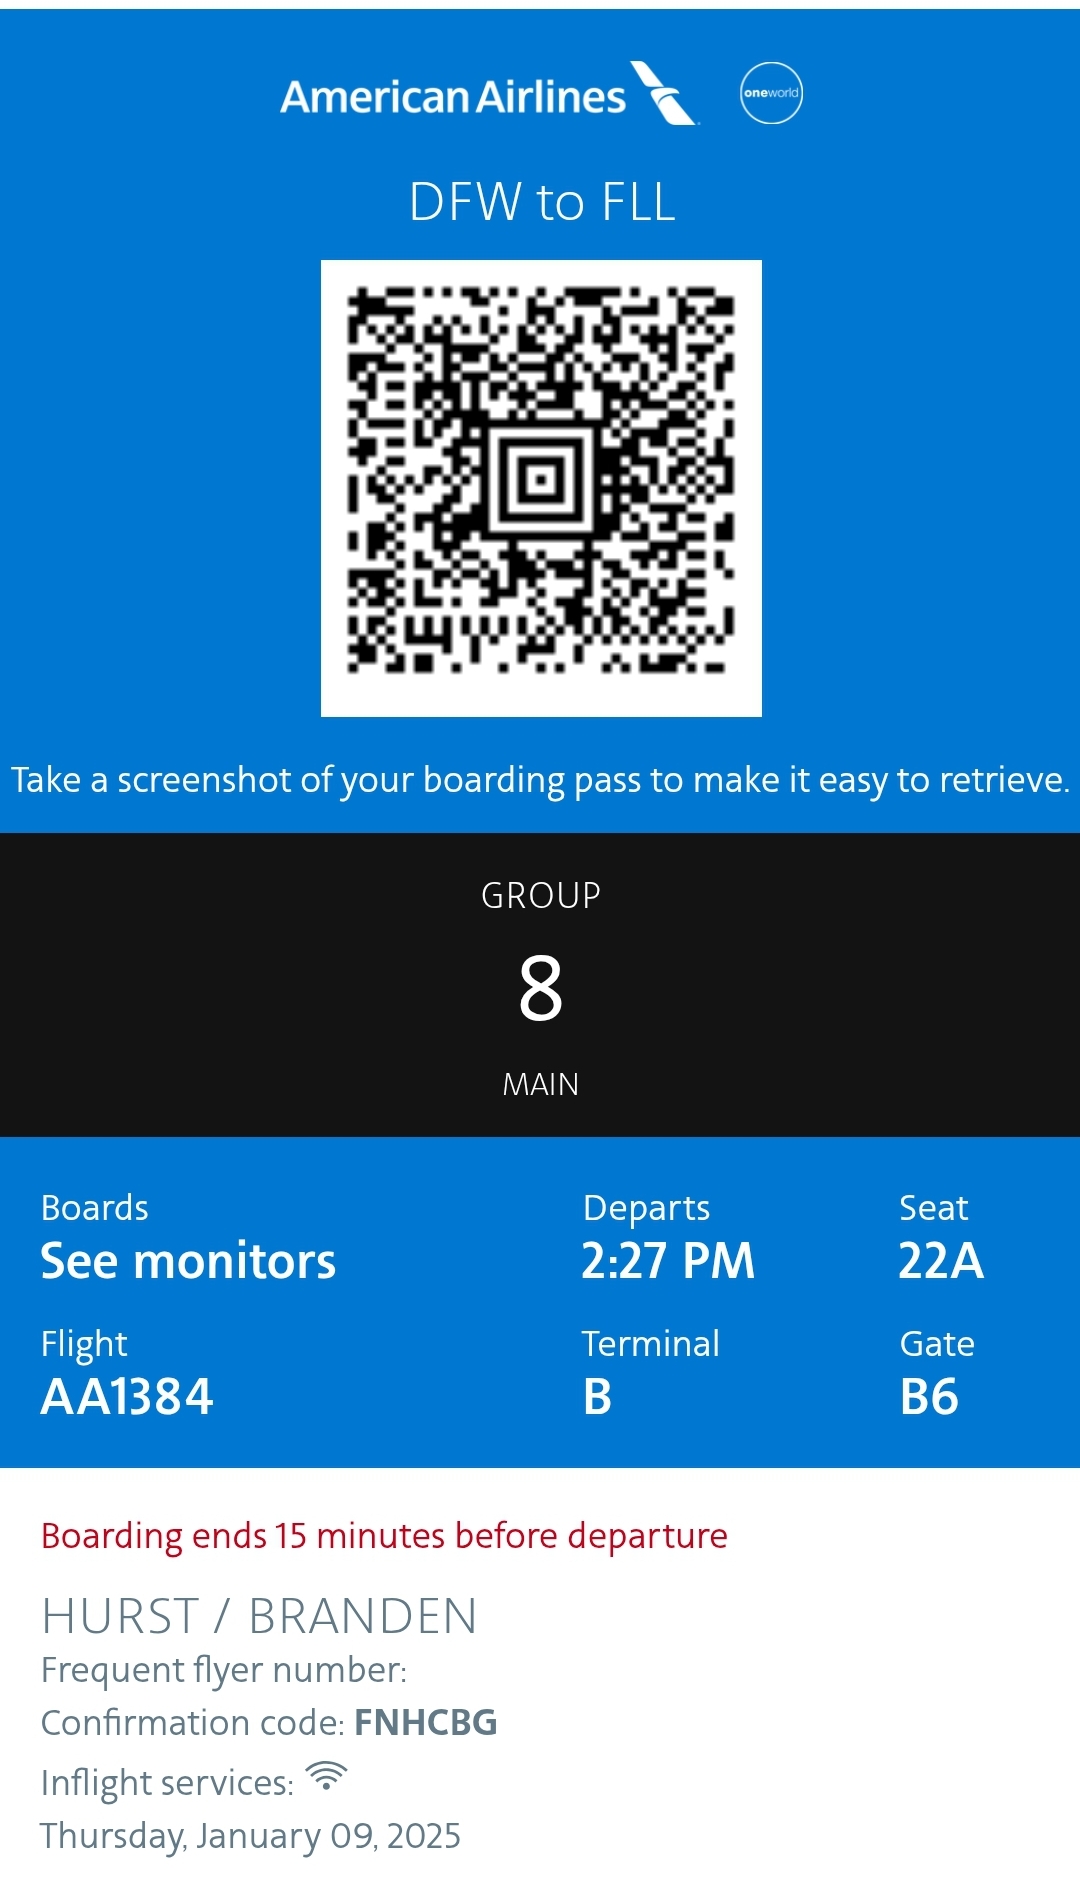 American Airlines
oneworld
DFW to FLL
Take a screenshot of your boarding pass to make it easy to retrieve.
GROUP
8
MAIN
Boards Departs Seat
See monitors 2:27 PM 22A
Flight Terminal Gate
AA1384 B B6
Boarding ends 15 minutes before departure
HURST / BRANDEN
Frequent flyer number:
Confirmation code: FNHCBG
Inflight services:
Thursday, January 09, 2025